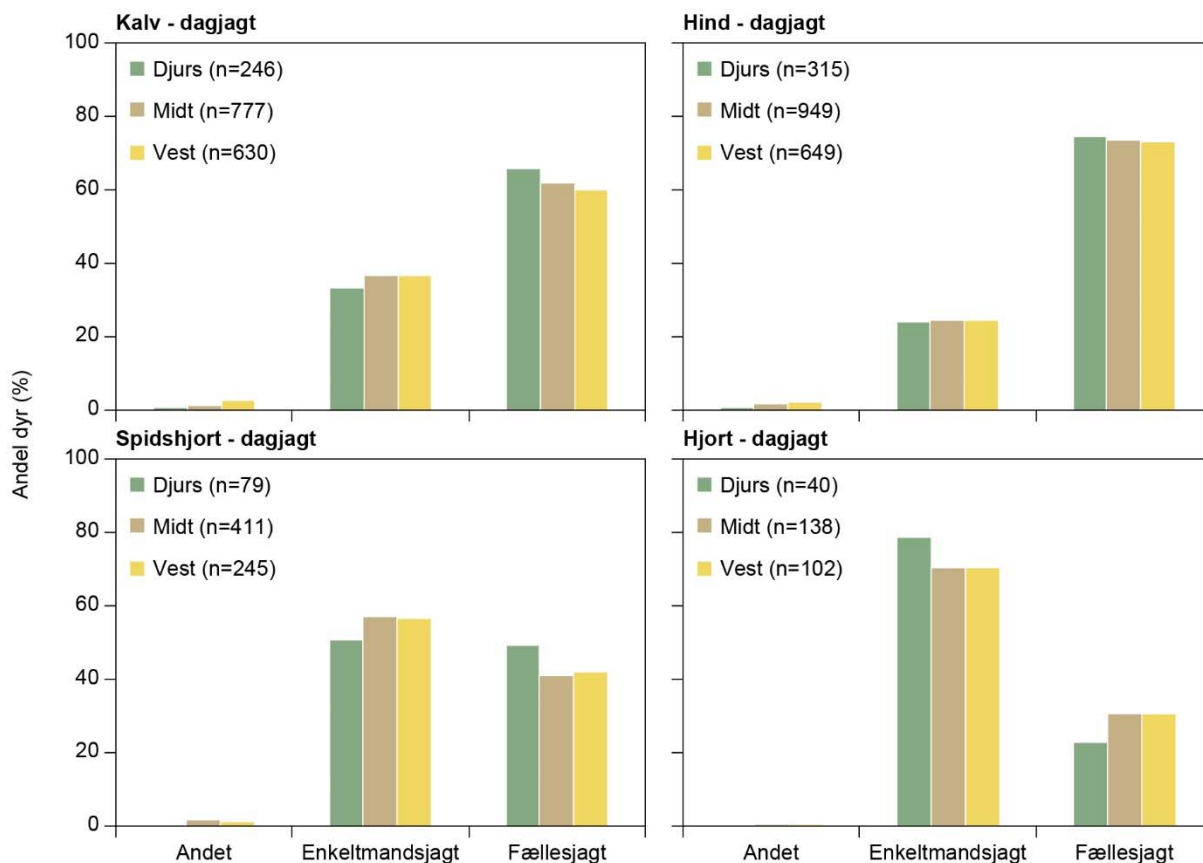 Kalv - dagjagt
Hind - dagjagt
100
80
60
40
20
0
Djurs (n=246)
Midt (n=777)
Vest (n=630)
Djurs (n=315)
Midt (n=949)
Vest (n=649)
Andel dyr (%)
Spidshjort - dagjagt
Hjort - dagjagt
100
80
60
40
20
0
Djurs (n=79)
Midt (n=411)
Vest (n=245)
Djurs (n=40)
Midt (n=138)
Vest (n=102)
Andet
Enkeltmandsjagt
Fællesjagt
Andet
Enkeltmandsjagt
Fællesjagt